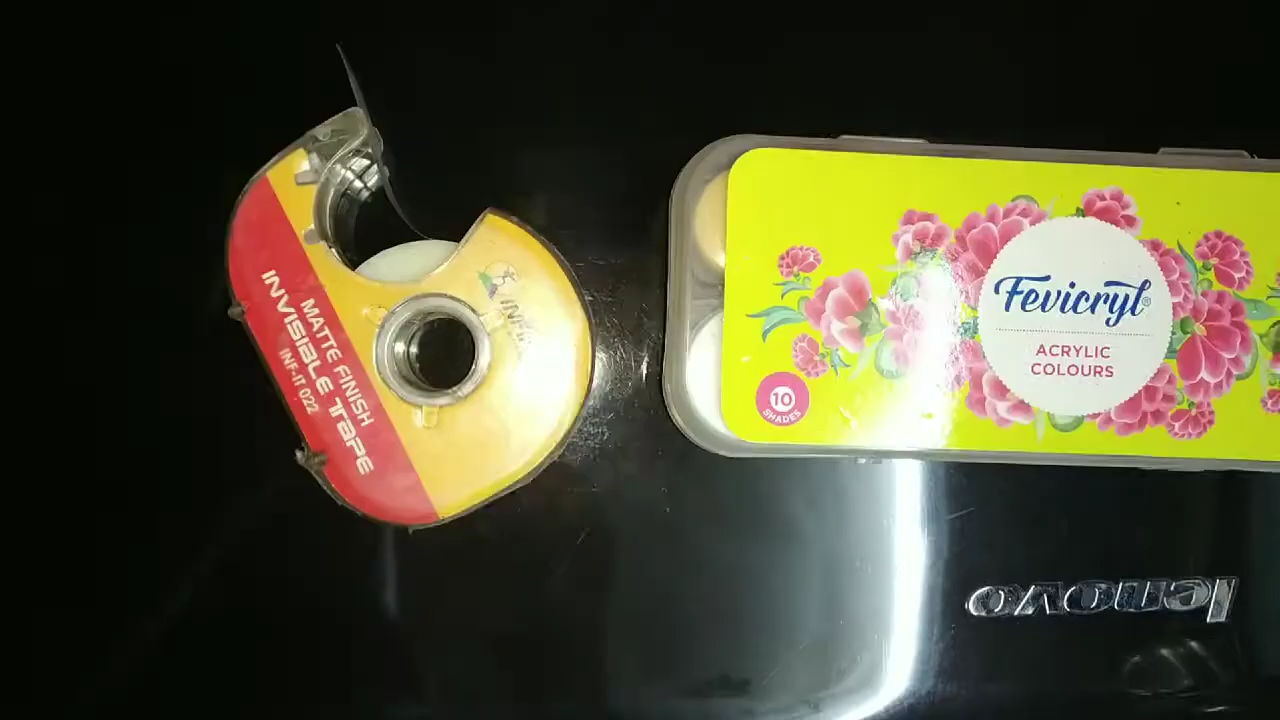 MATTE FINISH
INVISIBLE TAPE
INF-IT 022
Fevicryl®
ACRYLIC
COLOURS
10
SHADES
lenovo